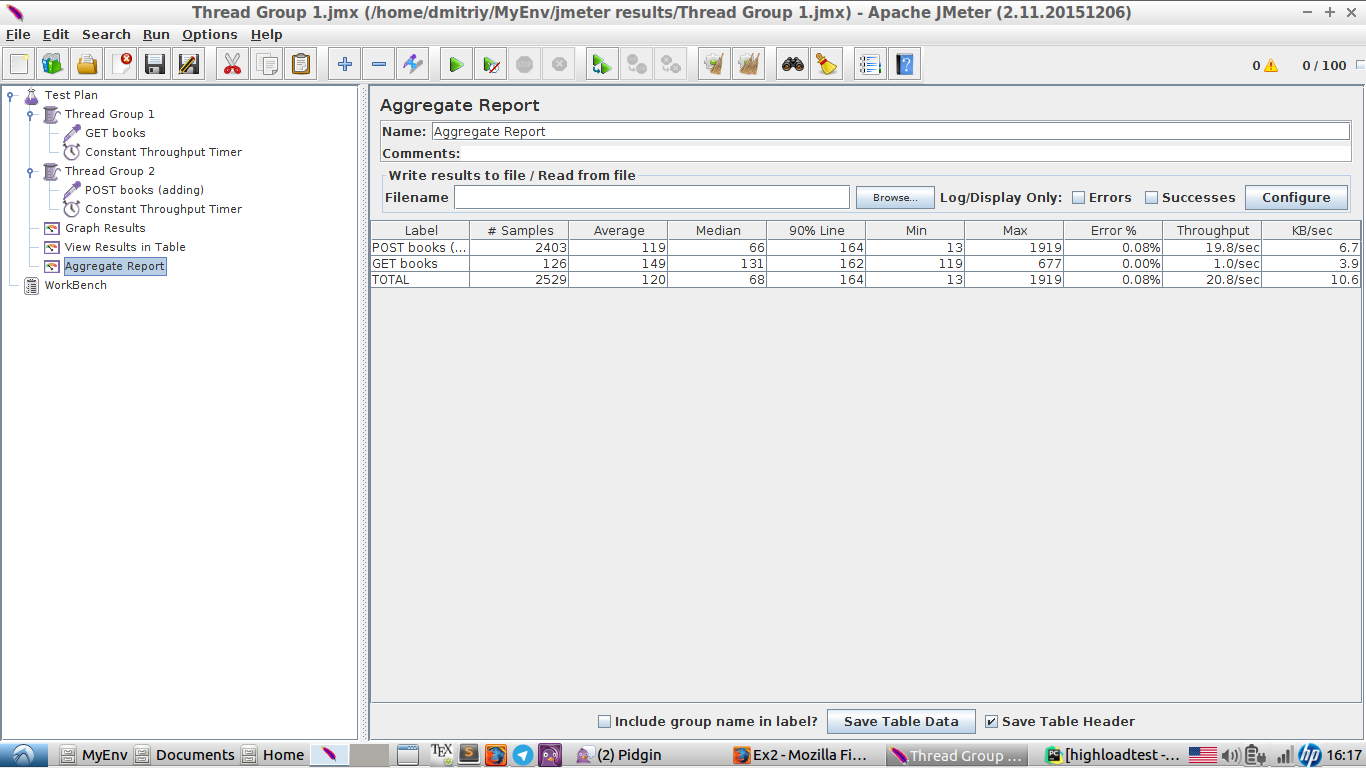 Thread Group 1.jmx (/home/dmitriy/MyEnv/jmeter results/Thread Group 1.jmx) - Apache JMeter (2.11.20151206)
File Edit Search Run Options Help
0 0 / 100
Test Plan
Thread Group 1
GET books
Constant Throughput Timer
Thread Group 2
POST books (adding)
Constant Throughput Timer
Graph Results
View Results in Table
Aggregate Report
WorkBench
Aggregate Report
Name: Aggregate Report
Comments:
Write results to file / Read from file
Filename Browse... Log/Display Only: Errors Successes Configure
Label # Samples Average Median 90% Line Min Max Error % Throughput KB/sec
POST books (... 2403 119 66 164 13 1919 0.08% 19.8/sec 6.7
GET books 126 149 131 162 119 677 0.00% 1.0/sec 3.9
TOTAL 2529 120 68 164 13 1919 0.08% 20.8/sec 10.6
Include group name in label? Save Table Data Save Table Header
MyEnv Documents Home TEX S (2) Pidgin Ex2 - Mozilla Fi... Thread Group ... PC [highloadtest -... hp 16:17